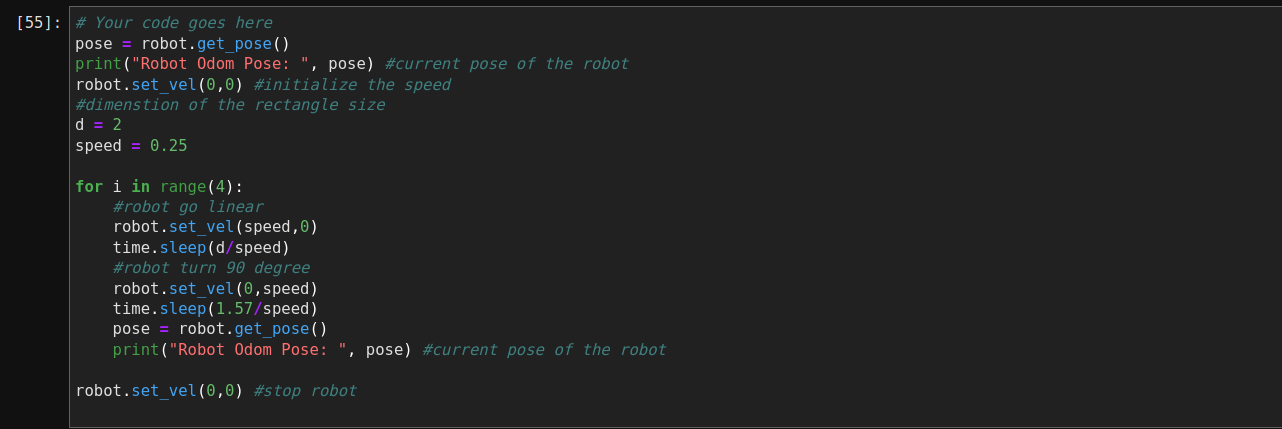 [55]: # Your code goes here
pose = robot.get_pose()
print("Robot Odom Pose: ", pose) #current pose of the robot
robot.set_vel(0,0) #initialize the speed
#dimenstion of the rectangle size
d = 2
speed = 0.25

for i in range(4):
    #robot go linear
    robot.set_vel(speed,0)
    time.sleep(d/speed)
    #robot turn 90 degree
    robot.set_vel(0,speed)
    time.sleep(1.57/speed)
    pose = robot.get_pose()
    print("Robot Odom Pose: ", pose) #current pose of the robot

robot.set_vel(0,0) #stop robot